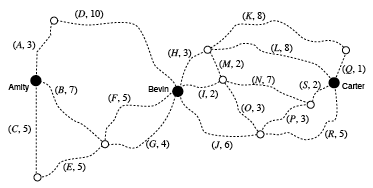 (K, 8)
(D, 10)
(A, 3)
(H, 3)
(L, 8)
(M, 2)
(Q, 1)
Amity
(B, 7)
Bevin
(I, 2)
(N, 7)
(S, 2)
Carter
(F, 5)
(O, 3)
(P, 3)
(C, 5)
(G, 4)
(J, 6)
(R, 5)
(E, 5)